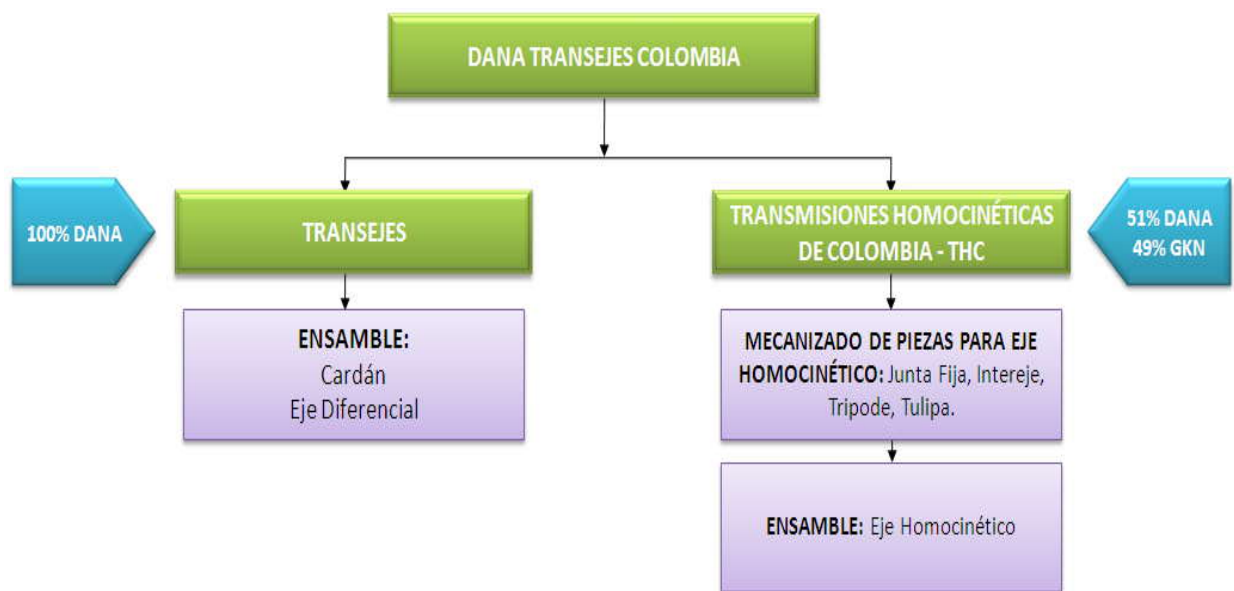 DANA TRANSEJES COLOMBIA
100% DANA
TRANSEJES
TRANSMISIONES HOMOCINÉTICAS
DE COLOMBIA - THC
51% DANA
49% GKN
ENSAMBLE:
Cardán
Eje Diferencial
MECANIZADO DE PIEZAS PARA EJE
HOMOCINÉTICO: Junta Fija, Intereje,
Tripode, Tulipa.
ENSAMBLE: Eje Homocinético